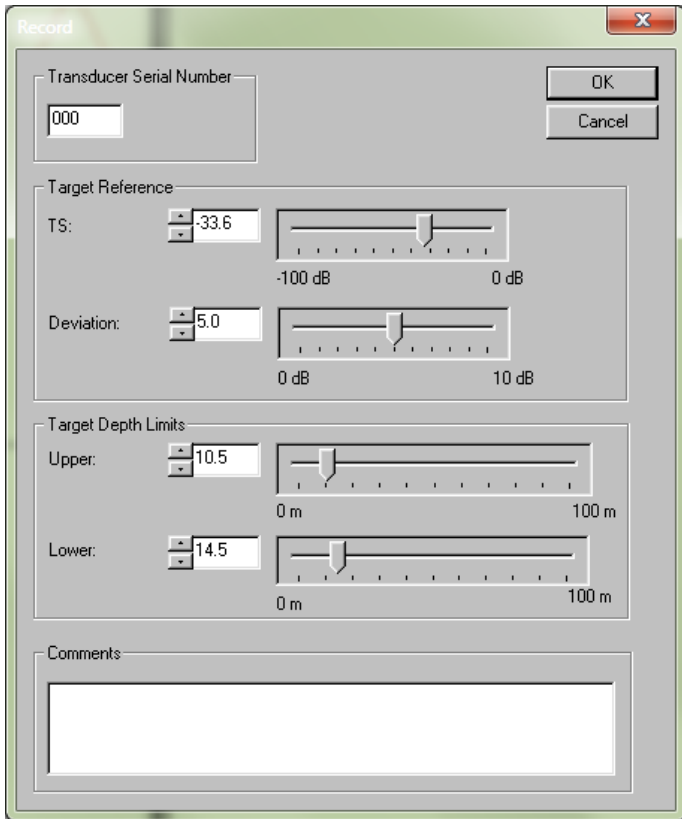 Record
Transducer Serial Number
000
OK
Cancel
Target Reference
TS:
-33.6
-100 dB
0 dB
Deviation:
5.0
0 dB
10 dB
Target Depth Limits
Upper:
10.5
0 m
100 m
Lower:
14.5
0 m
100 m
Comments